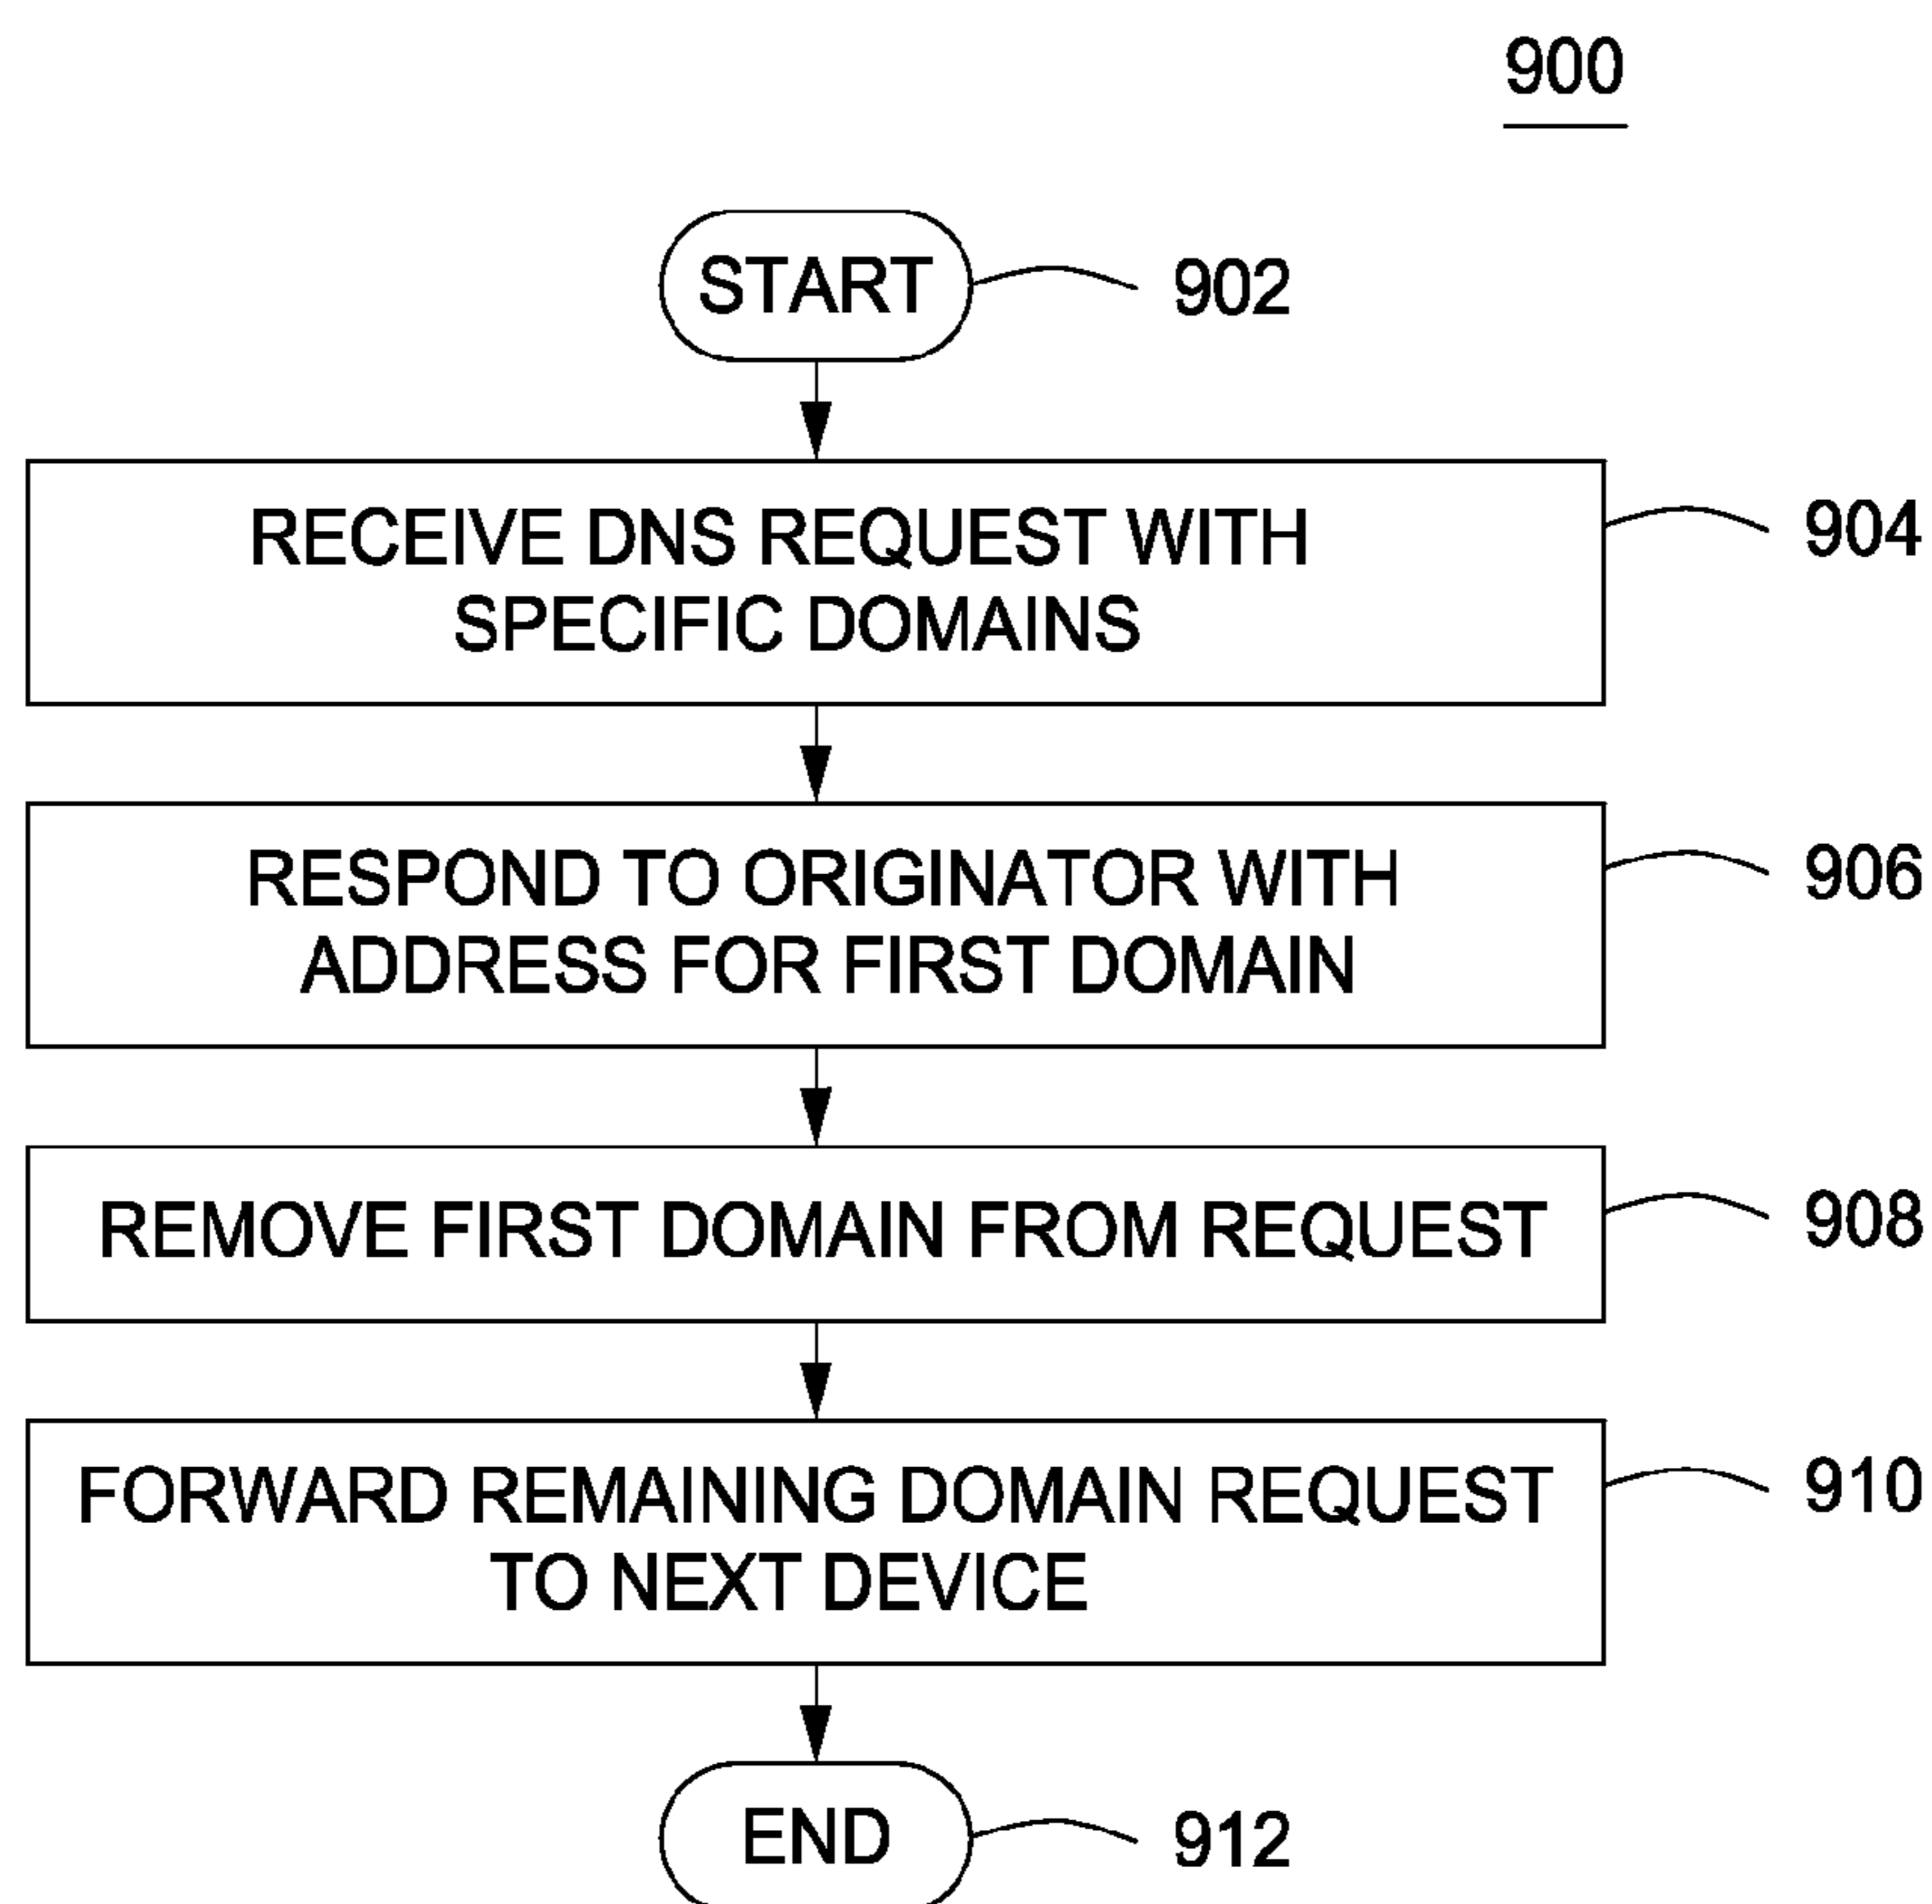 900
START
902
RECEIVE DNS REQUEST WITH
SPECIFIC DOMAINS
904
RESPOND TO ORIGINATOR WITH
ADDRESS FOR FIRST DOMAIN
906
REMOVE FIRST DOMAIN FROM REQUEST
908
FORWARD REMAINING DOMAIN REQUEST
TO NEXT DEVICE
910
END
912